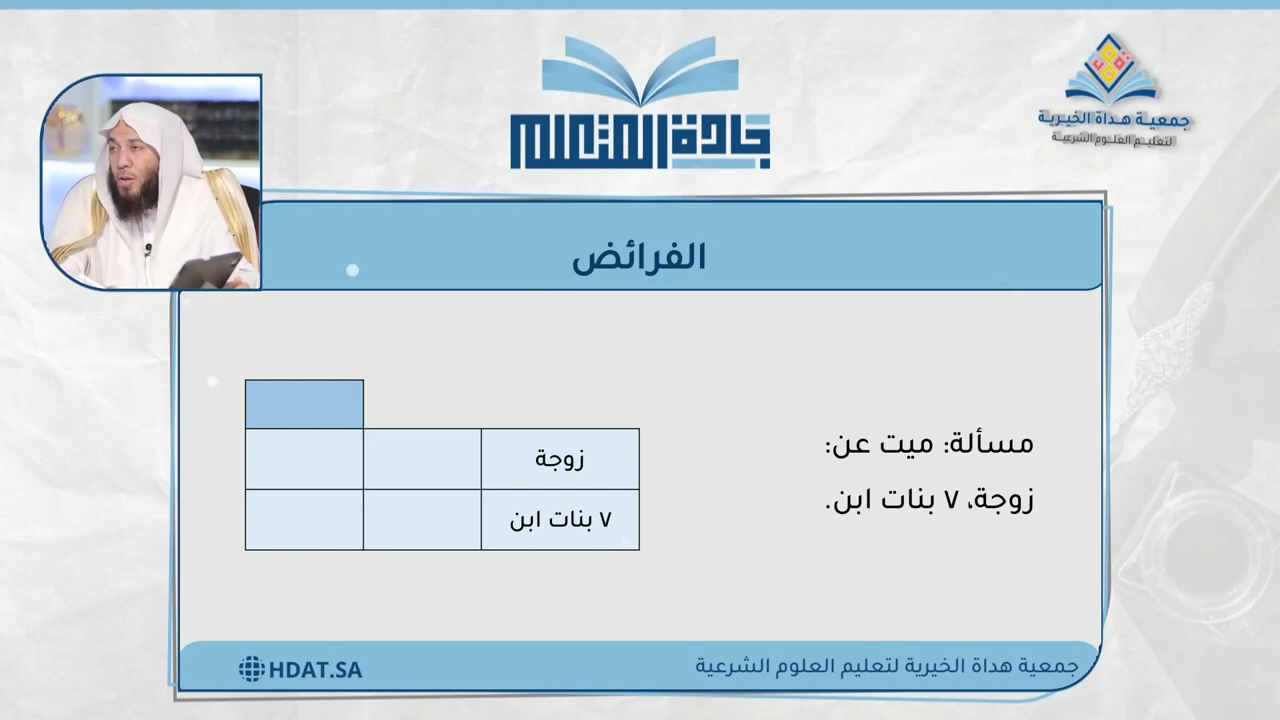 جادة المتعلم
جمعية هداة الخيرية
لتعليم العلوم الشرعية
الفرائض
مسألة: ميت عن:
زوجة، ٧ بنات ابن.
زوجة
٧ بنات ابن
جمعية هداة الخيرية لتعليم العلوم الشرعية
HDAT.SA